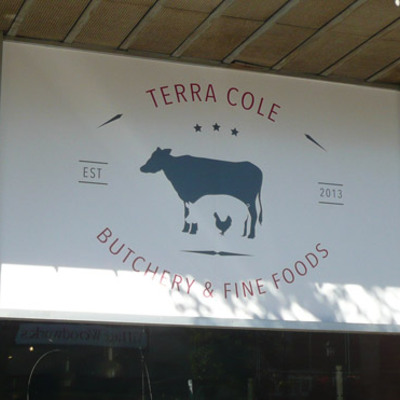 TERRA COLE
EST
2013
BUTCHERY & FINE FOODS